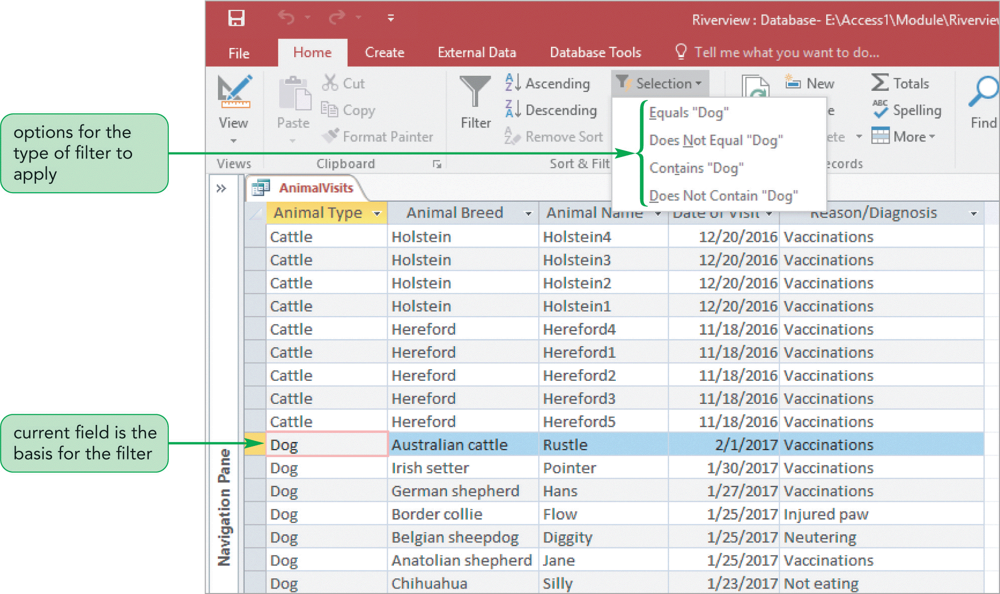 Riverview : Database- E:\Access1\Module\Riverview
File Home Create External Data Database Tools Tell me what you want to do...
View
Paste
Cut
Copy
Format Painter
Filter
A Z Ascending
Z A Descending
A Z Remove Sort
Selection
Equals "Dog"
Does Not Equal "Dog"
Contains "Dog"
Does Not Contain "Dog"
New
Totals
ABC Spelling
More
Find
Views Clipboard Sort & Filt
options for the
type of filter to
apply
AnimalVisits
Animal Type Animal Breed Animal Name Date of Visit Reason/Diagnosis
Cattle Holstein Holstein4 12/20/2016 Vaccinations
Cattle Holstein Holstein3 12/20/2016 Vaccinations
Cattle Holstein Holstein2 12/20/2016 Vaccinations
Cattle Holstein Holstein1 12/20/2016 Vaccinations
Cattle Hereford Hereford4 11/18/2016 Vaccinations
Cattle Hereford Hereford1 11/18/2016 Vaccinations
Cattle Hereford Hereford2 11/18/2016 Vaccinations
Cattle Hereford Hereford3 11/18/2016 Vaccinations
Cattle Hereford Hereford5 11/18/2016 Vaccinations
Dog Australian cattle Rustle 2/1/2017 Vaccinations
Dog Irish setter Pointer 1/30/2017 Vaccinations
Dog German shepherd Hans 1/27/2017 Vaccinations
Dog Border collie Flow 1/25/2017 Injured paw
Dog Belgian sheepdog Diggity 1/25/2017 Neutering
Dog Anatolian shepherd Jane 1/25/2017 Vaccinations
Dog Chihuahua Silly 1/23/2017 Not eating
current field is the
basis for the filter
Navigation Pane